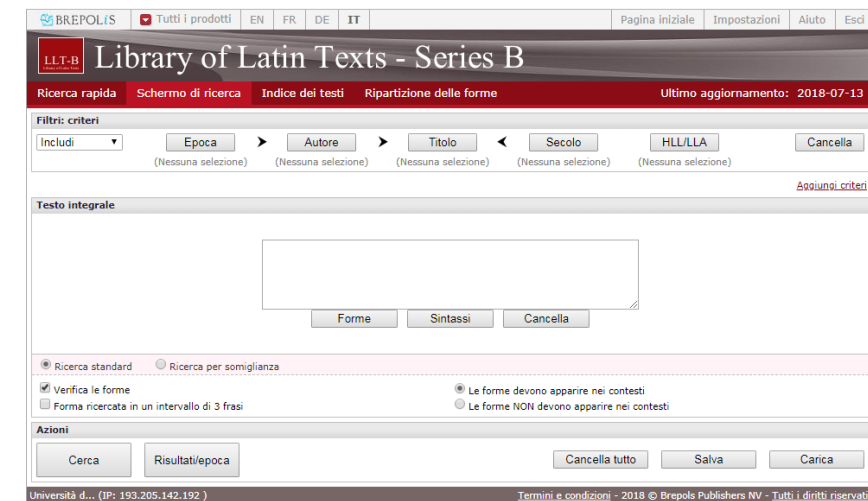 BREPOLiS Tutti i prodotti EN FR DE IT Pagina iniziale Impostazioni Aiuto Esci
LLT-B Library of Latin Texts - Series B
Ricerca rapida Schermo di ricerca Indice dei testi Ripartizione delle forme Ultimo aggiornamento: 2018-07-13
Filtri: criteri
Includi Epoca Autore Titolo Secolo HLL/LLA Cancella
(Nessuna selezione) (Nessuna selezione) (Nessuna selezione) (Nessuna selezione) (Nessuna selezione)
Aggiungi criteri
Testo integrale
Forme Sintassi Cancella
Ricerca standard Ricerca per somiglianza
Verifica le forme Le forme devono apparire nei contesti
Forma ricercata in un intervallo di 3 frasi Le forme NON devono apparire nei contesti
Azioni
Cerca Risultati/epoca Cancella tutto Salva Carica
Università d... (IP: 193.205.142.192 ) Termini e condizioni - 2018 © Brepols Publishers NV - Tutti i diritti riservati